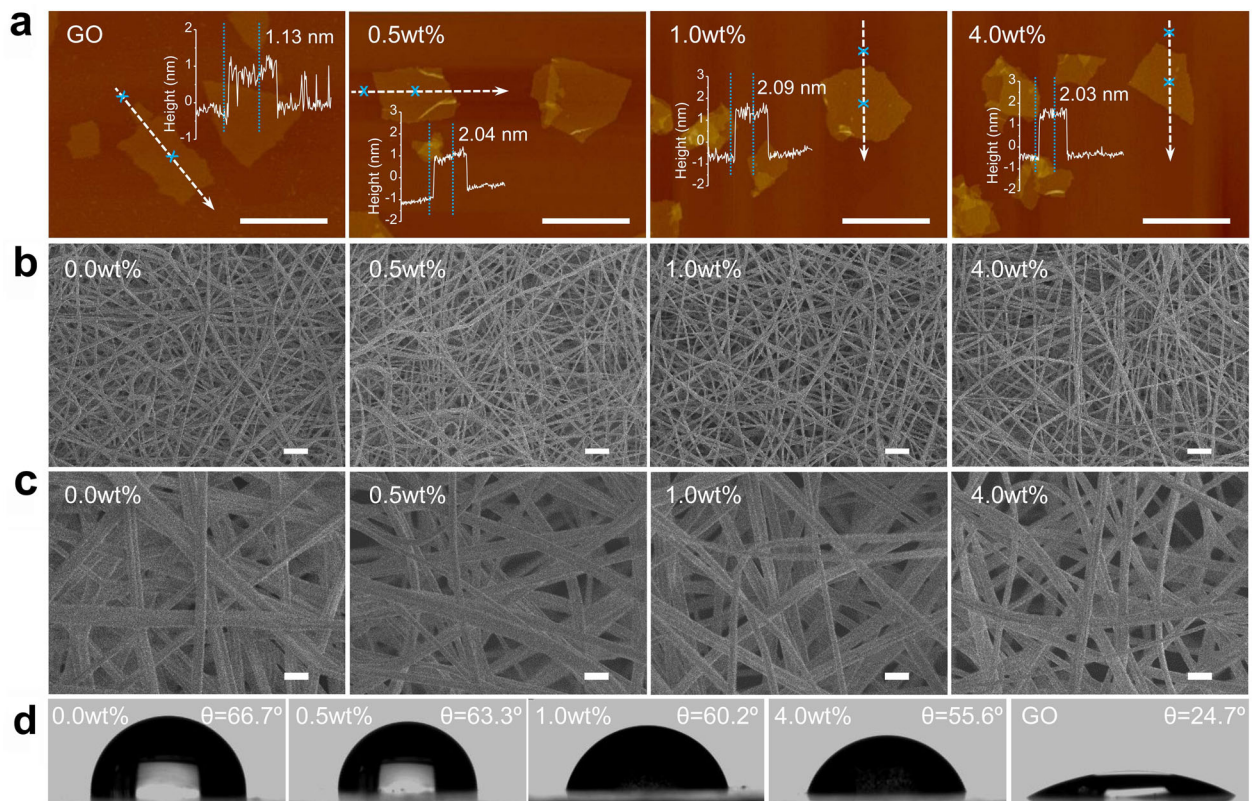 a
GO
1.13 nm
Height (nm)
2
1
0
-1
0.5wt%
2.04 nm
Height (nm)
3
2
1
0
-1
-2
1.0wt%
2.09 nm
Height (nm)
3
2
1
0
-1
-2
4.0wt%
2.03 nm
Height (nm)
3
2
1
0
-1
-2
b
0.0wt%
0.5wt%
1.0wt%
4.0wt%
c
0.0wt%
0.5wt%
1.0wt%
4.0wt%
d
0.0wt%
θ=66.7º
0.5wt%
θ=63.3º
1.0wt%
θ=60.2º
4.0wt%
θ=55.6º
GO
θ=24.7º